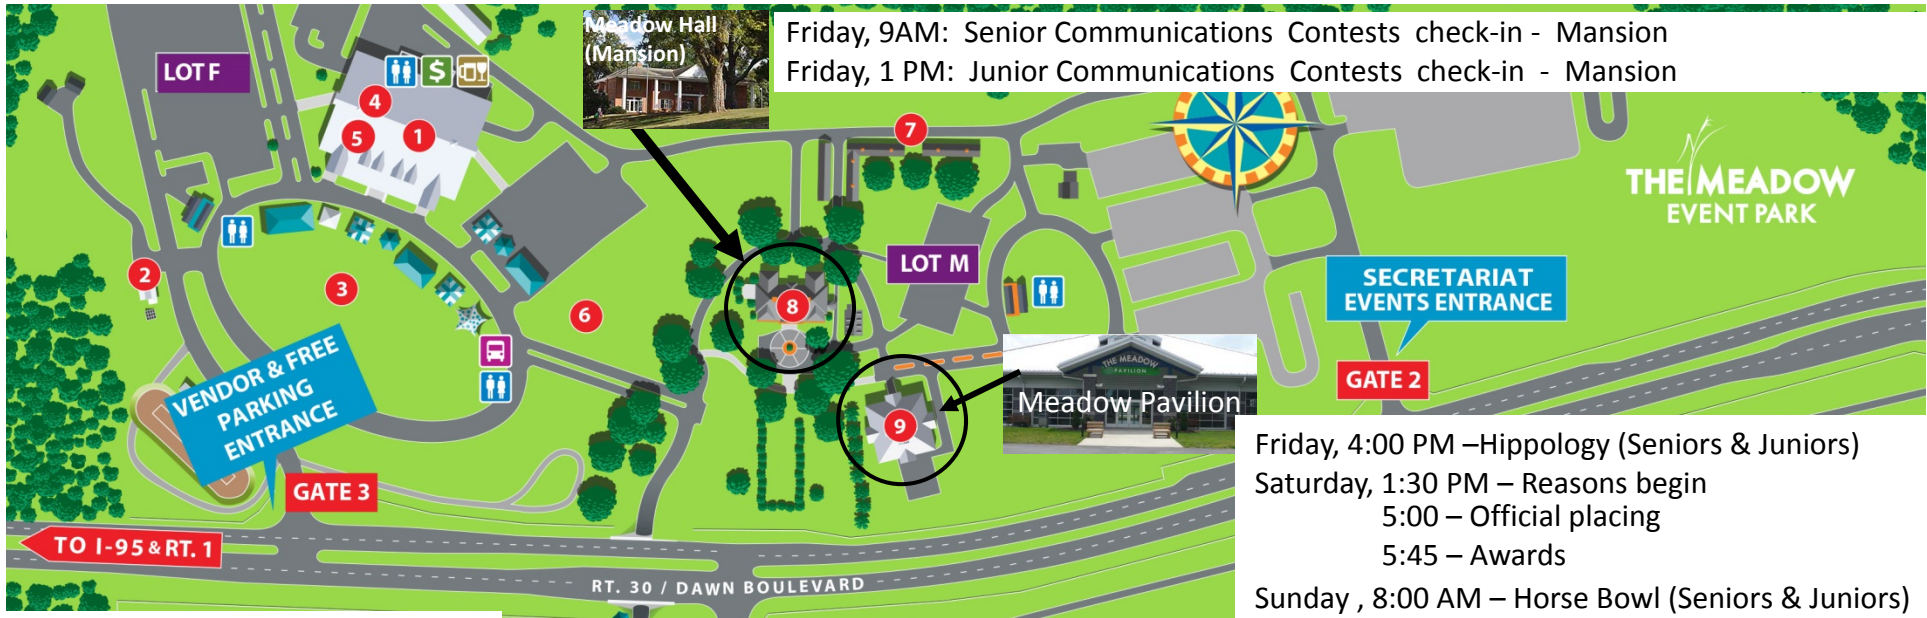 Meadow Hall
(Mansion)
Friday, 9AM: Senior Communications Contests check-in - Mansion
Friday, 1 PM: Junior Communications Contests check-in - Mansion
LOT F
$
4
5
1
7
THE MEADOW
EVENT PARK
2
3
6
8
LOT M
SECRETARIAT
EVENTS ENTRANCE
GATE 2
VENDOR & FREE
PARKING
ENTRANCE
GATE 3
THE MEADOW
PAVILION
Meadow Pavilion
9
Friday, 4:00 PM –Hippology (Seniors & Juniors)
Saturday, 1:30 PM – Reasons begin
5:00 – Official placing
5:45 – Awards
Sunday , 8:00 AM – Horse Bowl (Seniors & Juniors)
TO I-95 & RT. 1
RT. 30 / DAWN BOULEVARD